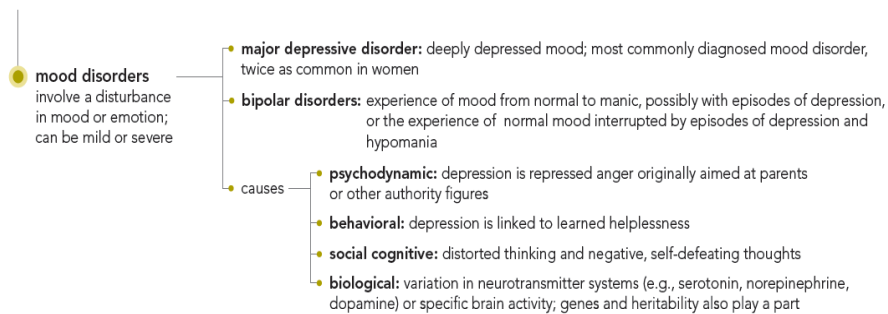 mood disorders
involve a disturbance
in mood or emotion;
can be mild or severe
major depressive disorder: deeply depressed mood; most commonly diagnosed mood disorder,
twice as common in women
bipolar disorders: experience of mood from normal to manic, possibly with episodes of depression,
or the experience of normal mood interrupted by episodes of depression and
hypomania
causes
psychodynamic: depression is repressed anger originally aimed at parents
or other authority figures
behavioral: depression is linked to learned helplessness
social cognitive: distorted thinking and negative, self-defeating thoughts
biological: variation in neurotransmitter systems (e.g., serotonin, norepinephrine,
dopamine) or specific brain activity; genes and heritability also play a part